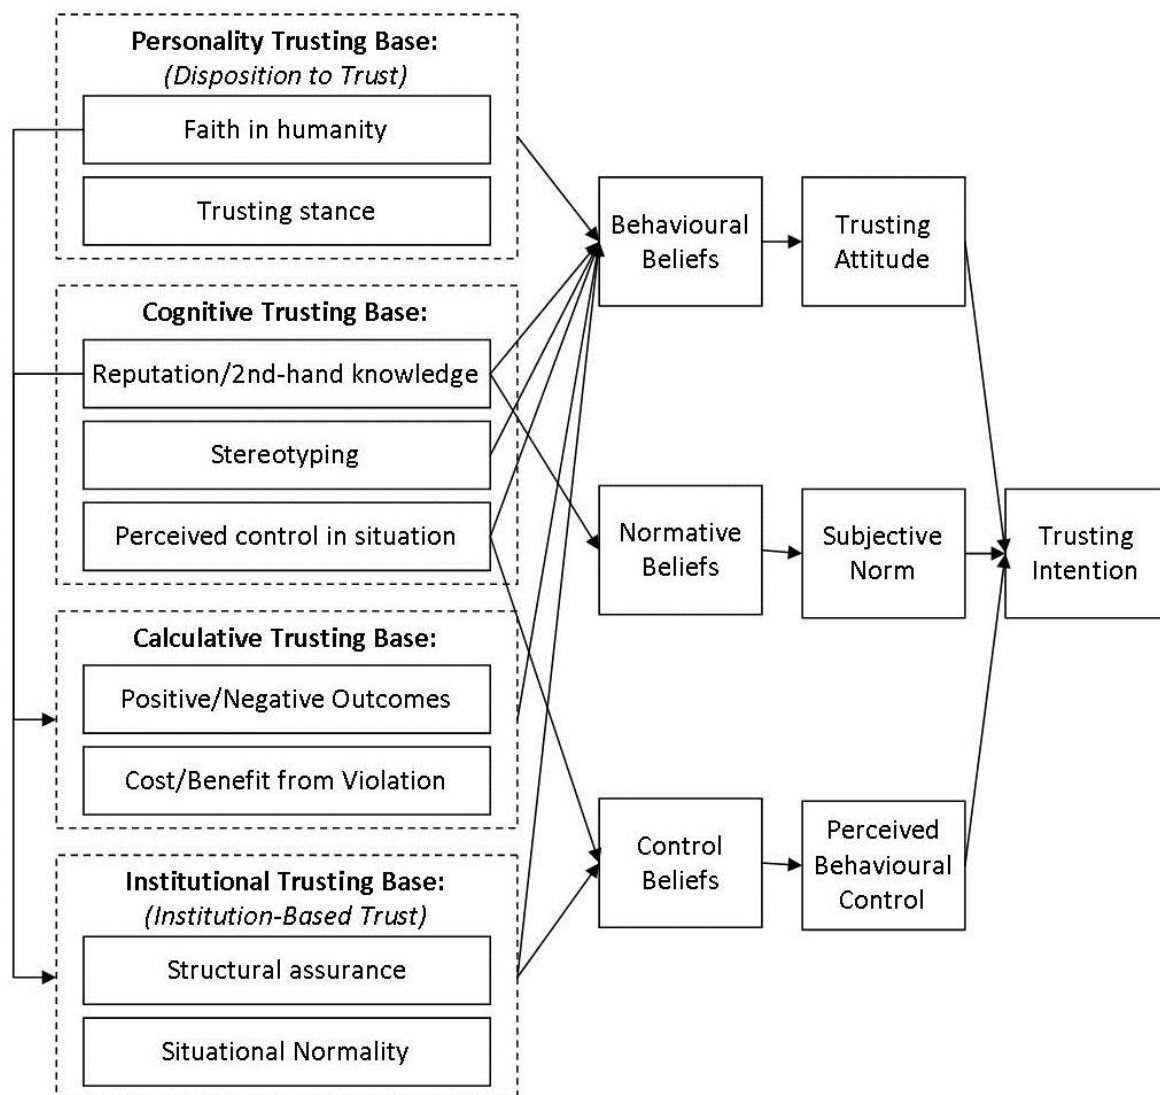 Personality Trusting Base:
(Disposition to Trust)
Faith in humanity
Trusting stance
Cognitive Trusting Base:
Reputation/2nd-hand knowledge
Stereotyping
Perceived control in situation
Calculative Trusting Base:
Positive/Negative Outcomes
Cost/Benefit from Violation
Institutional Trusting Base:
(Institution-Based Trust)
Structural assurance
Situational Normality
Behavioural
Beliefs
Normative
Beliefs
Control
Beliefs
Trusting
Attitude
Subjective
Norm
Perceived
Behavioural
Control
Trusting
Intention